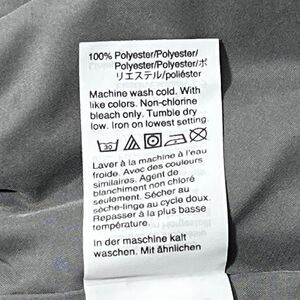 100% Polyester/Polyester/
Polyester/Polyester/ポ
リエステル/poliéster
Machine wash cold. With
like colors. Non-chlorine
bleach only. Tumble dry
low. Iron on lowest setting
30
Laver à la machine à l'eau
froide. Avec des couleurs
similaires. Agent de
blanchiment non chloré
seulement. Sécher au
sèche-linge au cycle doux.
Repasser à la plus basse
température.
In der maschine kalt
waschen. Mit ähnlichen